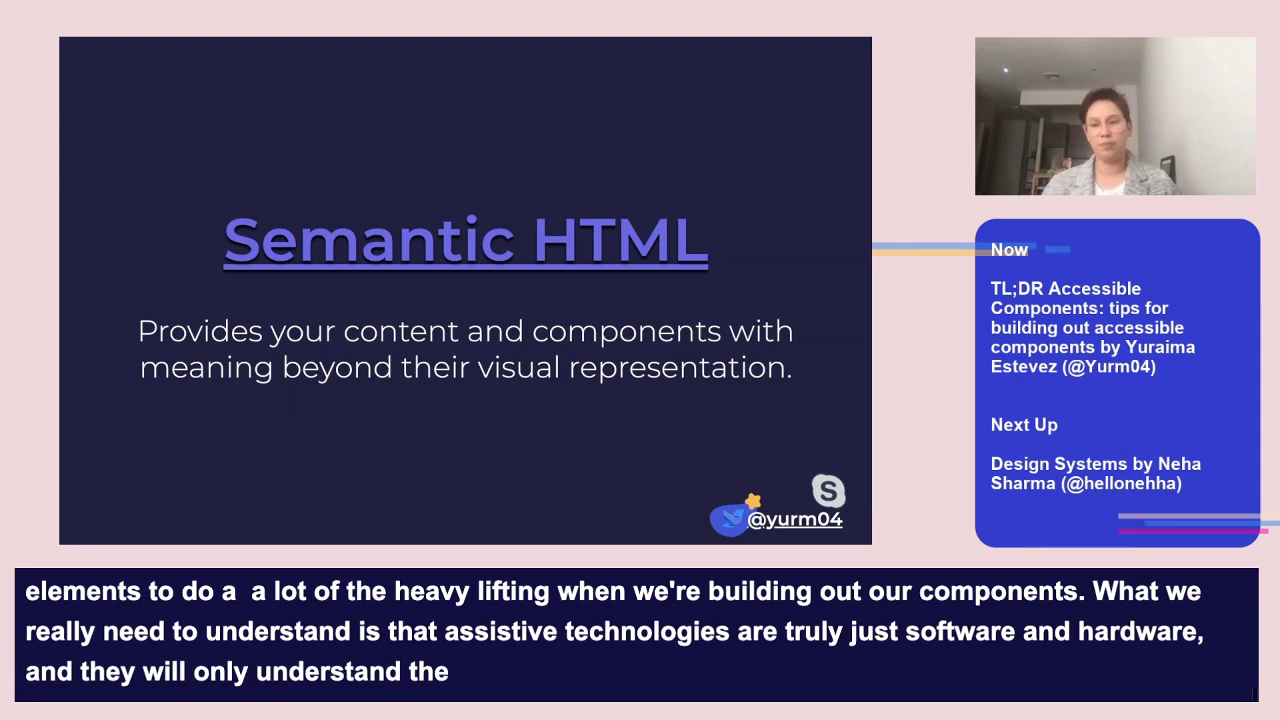 Semantic HTML
Provides your content and components with
meaning beyond their visual representation.
S
@yurm04
Now
TL;DR Accessible
Components: tips for
building out accessible
components by Yuraima
Estevez (@Yurm04)
Next Up
Design Systems by Neha
Sharma (@hellonehha)
elements to do a  a lot of the heavy lifting when we're building out our components. What we
really need to understand is that assistive technologies are truly just software and hardware,
and they will only understand the